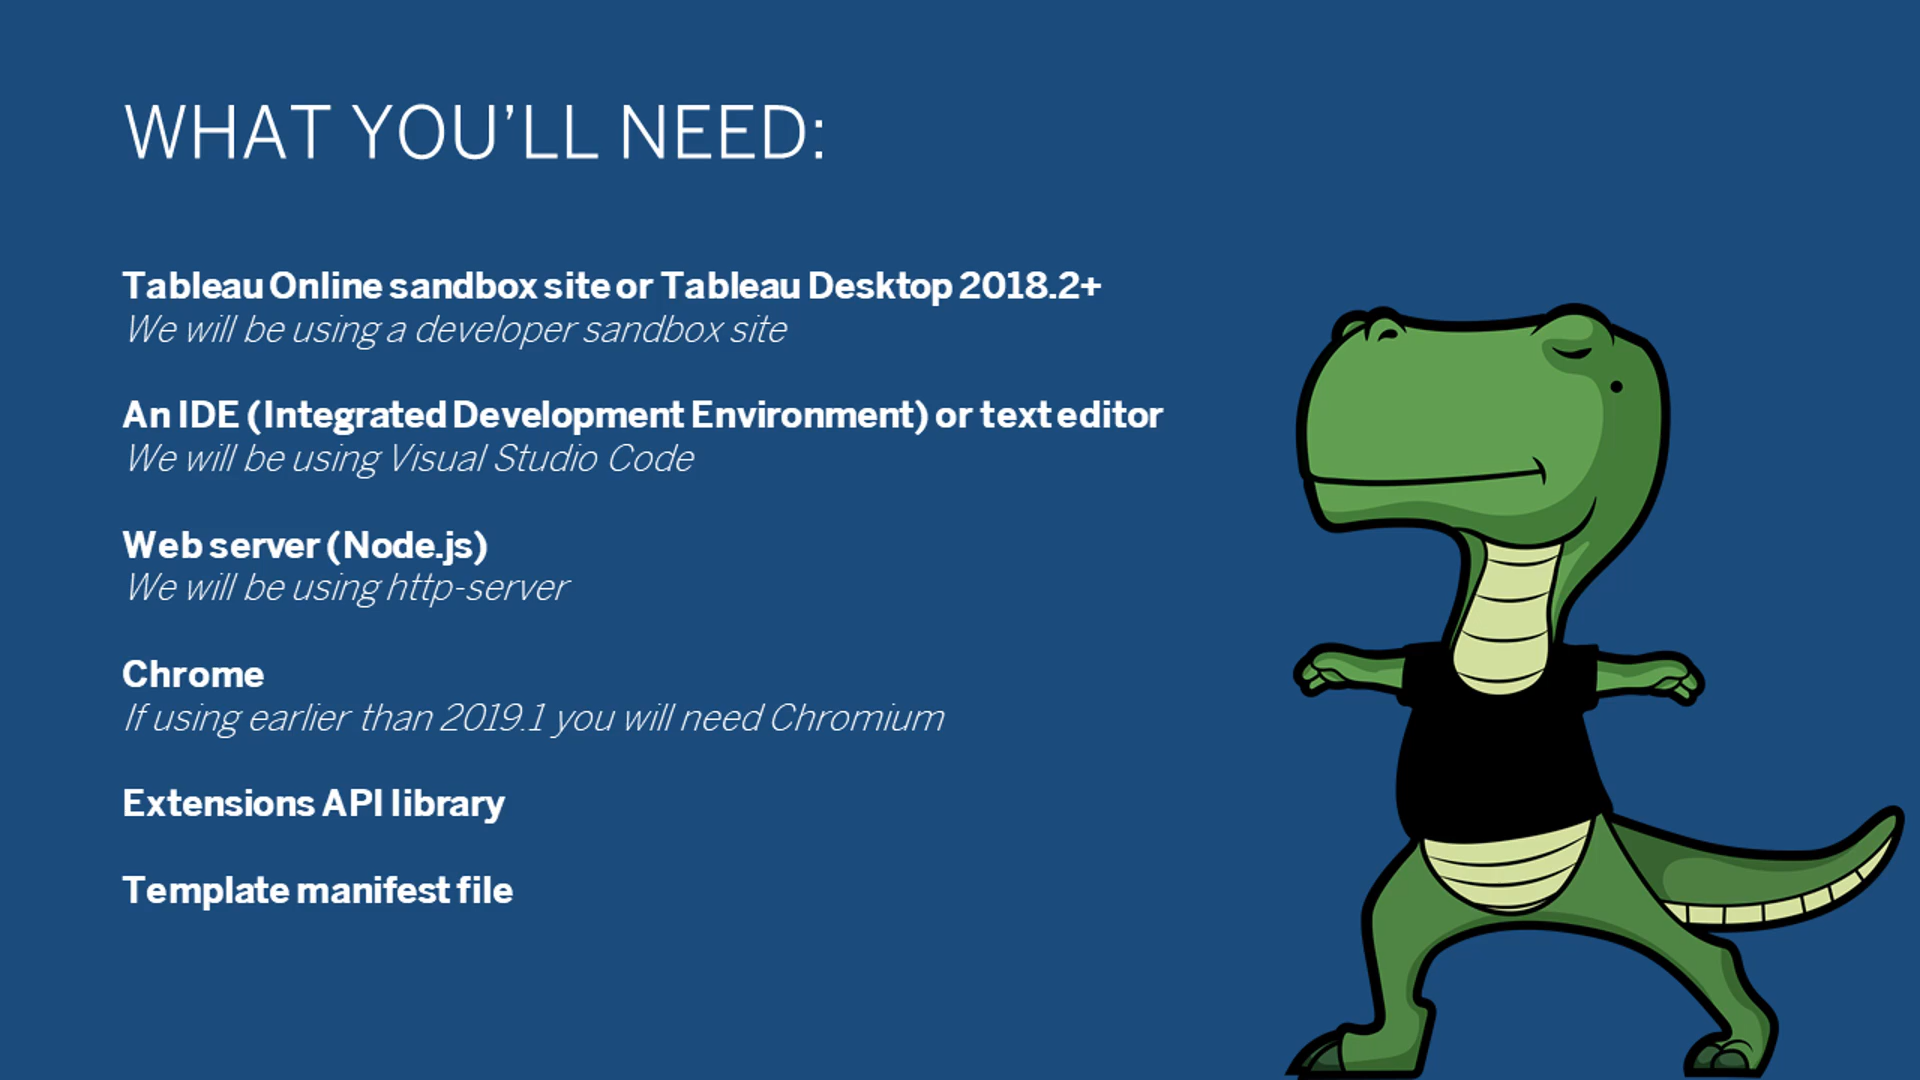 WHAT YOU’LL NEED:
Tableau Online sandbox site or Tableau Desktop 2018.2+
We will be using a developer sandbox site
An IDE (Integrated Development Environment) or text editor
We will be using Visual Studio Code
Web server (Node.js)
We will be using http-server
Chrome
If using earlier than 2019.1 you will need Chromium
Extensions API library
Template manifest file